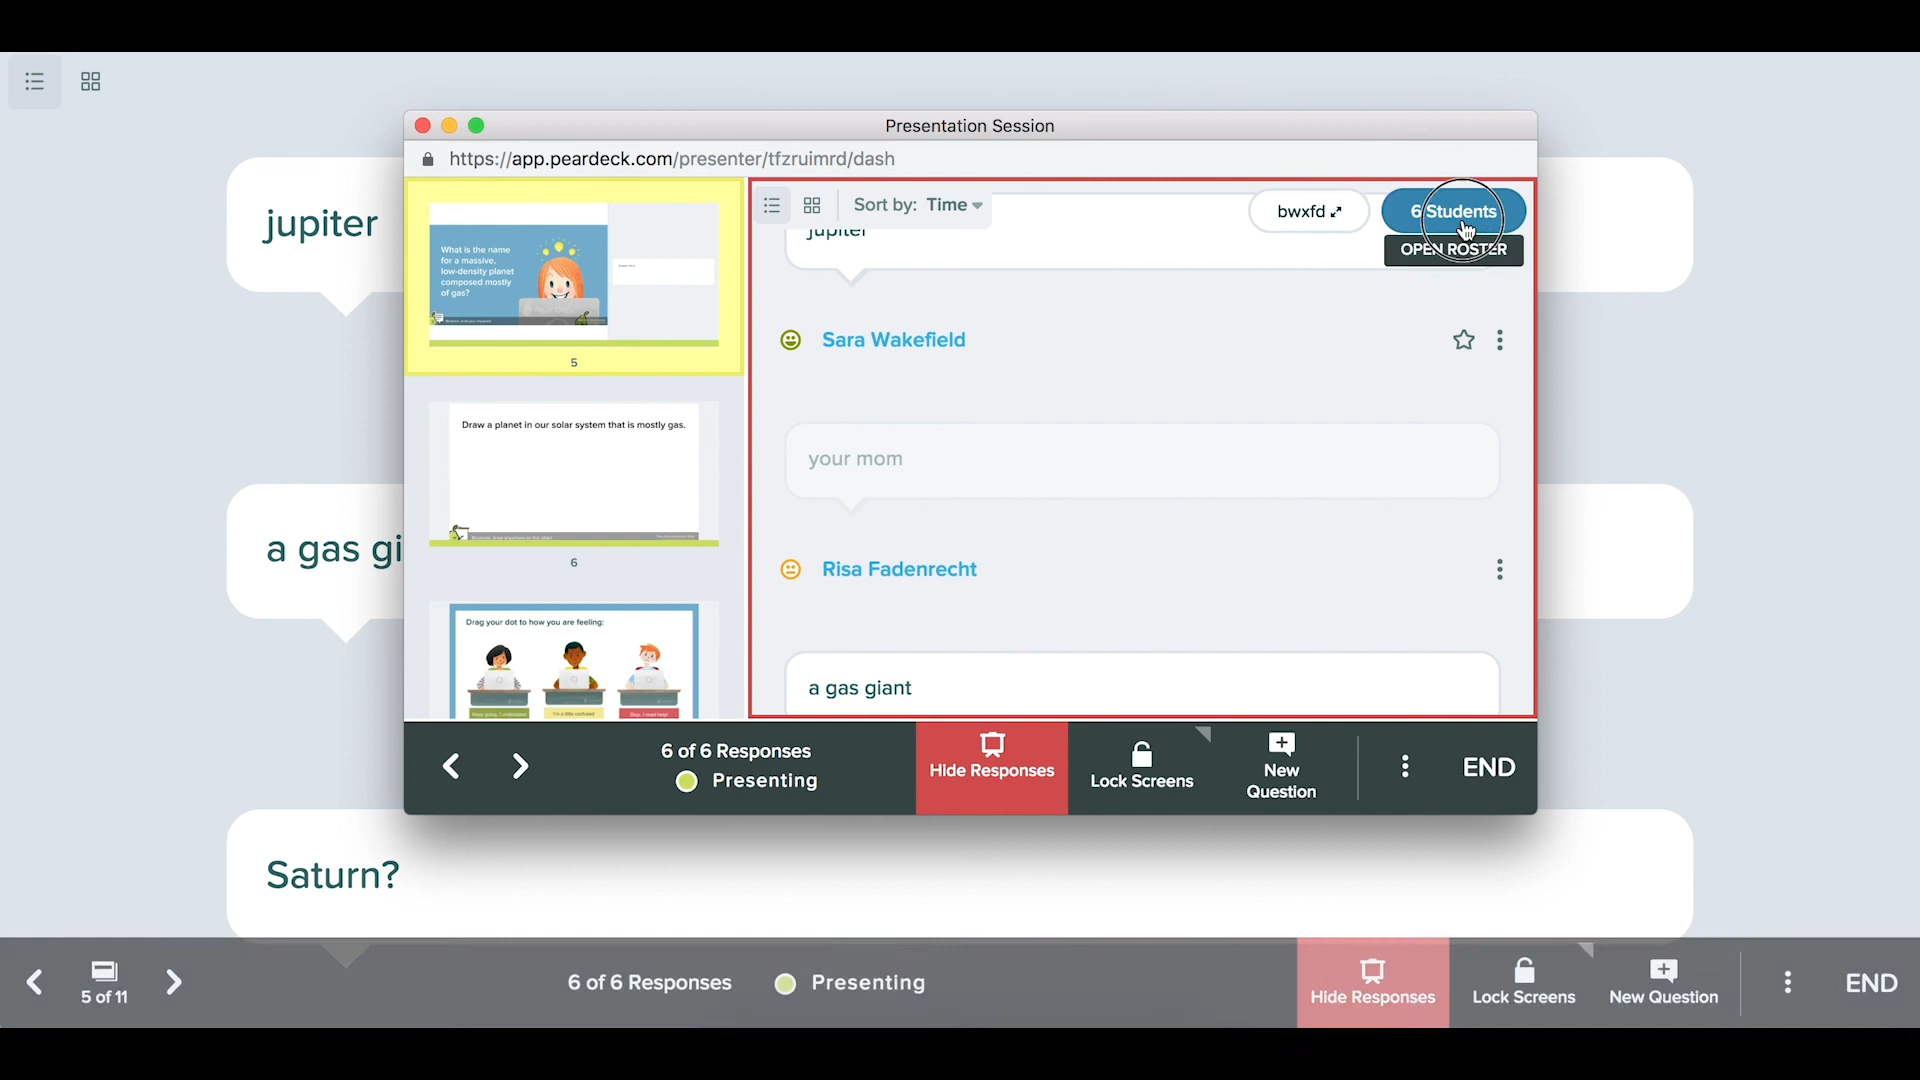 Presentation Session
https://app.peardeck.com/presenter/tfzruimrd/dash
Sort by: Time
bwxfd
6 Students
OPEN ROSTER
jupiter
jupiter
What is the name
for a massive,
low-density planet
composed mostly
of gas?
5
Sara Wakefield
your mom
Draw a planet in our solar system that is mostly gas.
6
Risa Fadenrecht
a gas gi
Drag your dot to how you are feeling:
a gas giant
6 of 6 Responses
Presenting
Hide Responses
Lock Screens
New
Question
END
Saturn?
5 of 11
6 of 6 Responses
Presenting
Hide Responses
Lock Screens
New Question
END